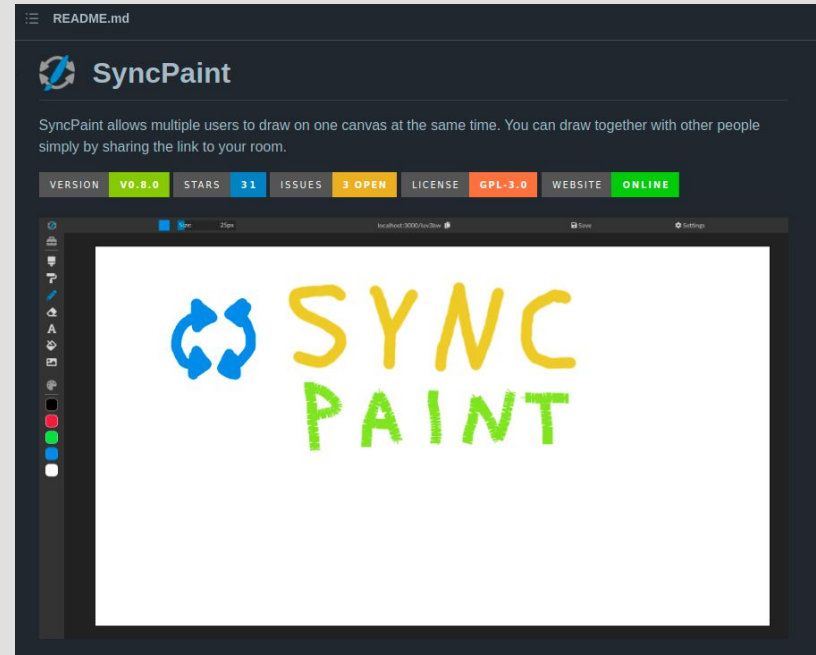 README.md
SyncPaint
SyncPaint allows multiple users to draw on one canvas at the same time. You can draw together with other people
simply by sharing the link to your room.
VERSION V0.8.0 STARS 31 ISSUES 3 OPEN LICENSE GPL-3.0 WEBSITE ONLINE
Size: 25px Save Settings
A
SYNC
PAINT